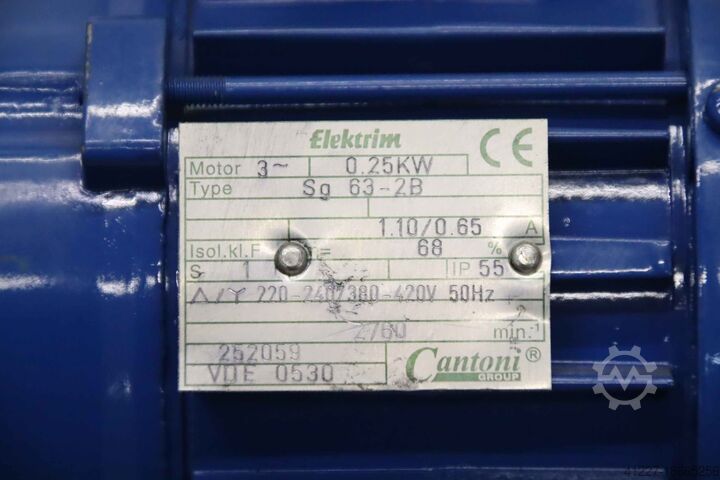 Elektrim
CE
Motor 3~ 0.25KW
Type Sg 63-2B
1.10/0.65 A
Isol.kl.F 68 %
S 1 IP 55
Δ/Y 220-240/380-420V 50Hz
2760 min.-1
252059
VDE 0530
Cantoni®
GROUP